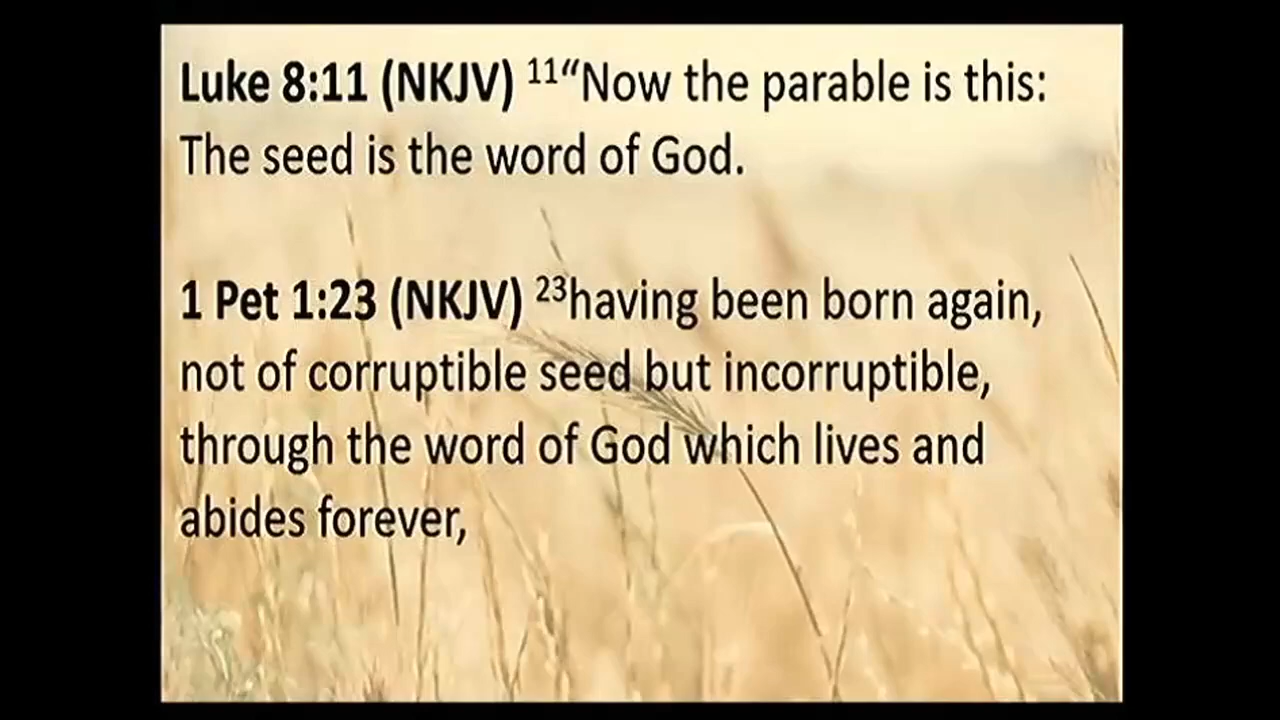 Luke 8:11 (NKJV) ¹¹“Now the parable is this:
The seed is the word of God.
1 Pet 1:23 (NKJV) ²³having been born again,
not of corruptible seed but incorruptible,
through the word of God which lives and
abides forever,